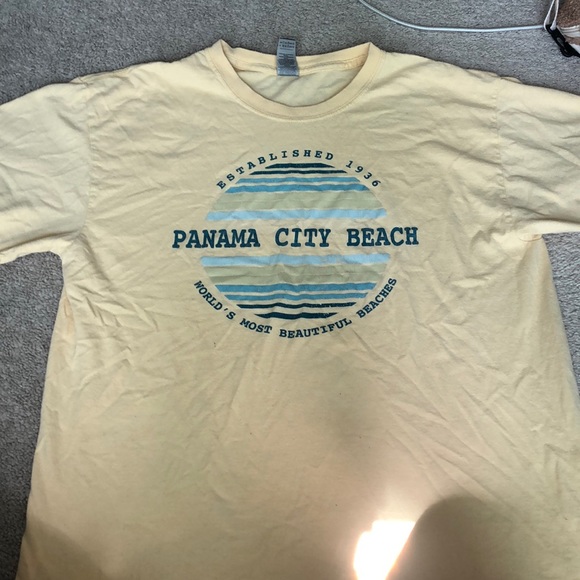 ESTABLISHED 1936
PANAMA CITY BEACH
WORLD'S MOST BEAUTIFUL BEACHES